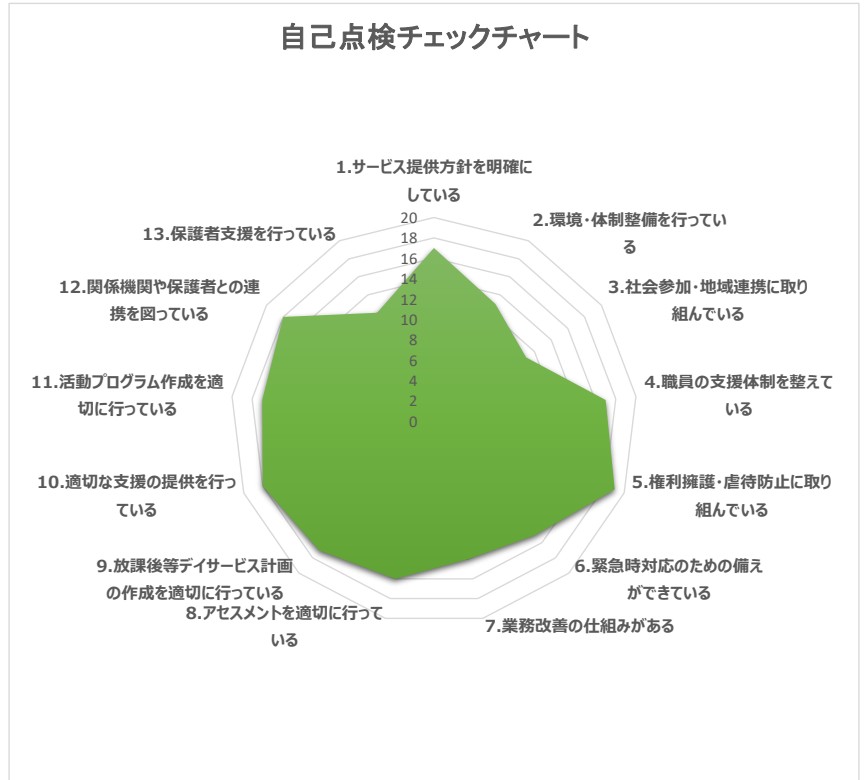 自己点検チェックチャート
1.サービス提供方針を明確に
している
2.環境・体制整備を行ってい
る
3.社会参加・地域連携に取り
組んでいる
4.職員の支援体制を整えて
いる
5.権利擁護・虐待防止に取り
組んでいる
6.緊急時対応のための備え
ができている
7.業務改善の仕組みがある
8.アセスメントを適切に行って
いる
9.放課後等デイサービス計画
の作成を適切に行っている
10.適切な支援の提供を行っ
ている
11.活動プログラム作成を適
切に行っている
12.関係機関や保護者との連
携を図っている
13.保護者支援を行っている
20
18
16
14
12
10
8
6
4
2
0